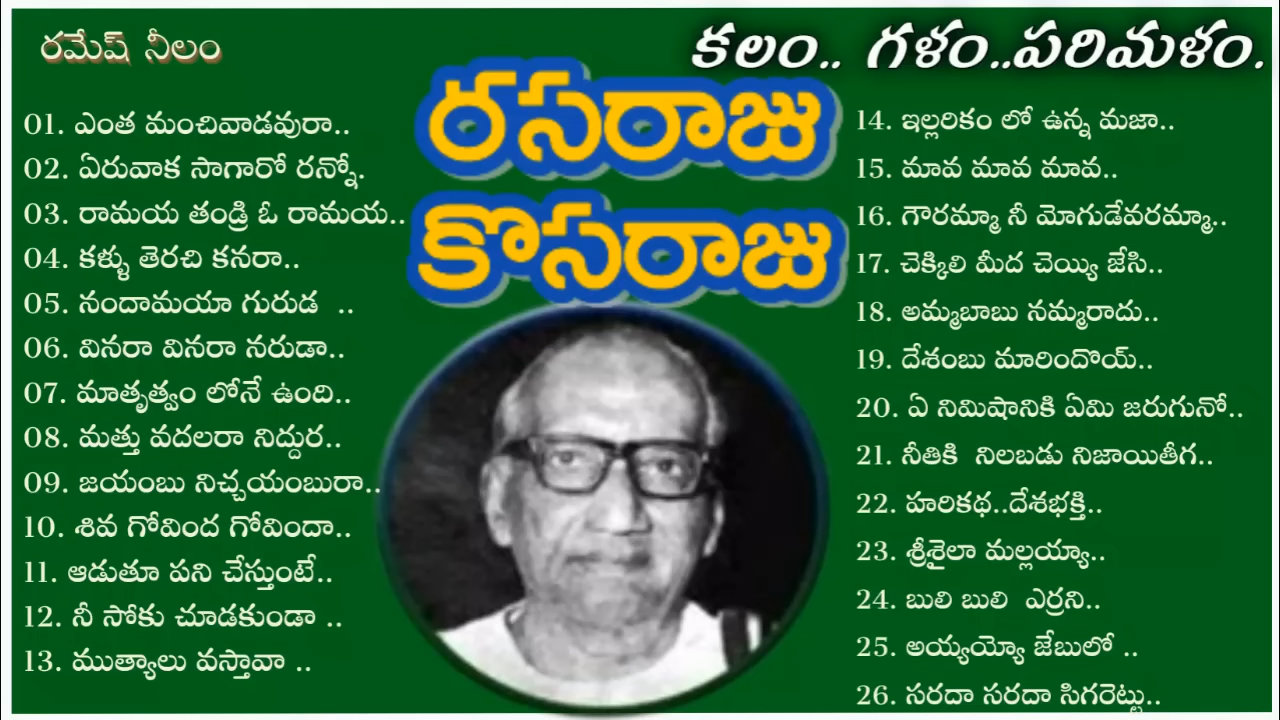 రమేష్ నీలం
కలం.. గళం..పరిమళం.
రసరాజు
కొసరాజు
01. ఎంత మంచివాడవురా..
02. ఏరువాక సాగారో రన్నో.
03. రామయ తండ్రి ఓ రామయ..
04. కళ్ళు తెరచి కనరా..
05. నందామయా గురుడ ..
06. వినరా వినరా నరుడా..
07. మాతృత్వం లోనే ఉంది..
08. మత్తు వదలరా నిద్దుర..
09. జయంబు నిచ్చయంబురా..
10. శివ గోవింద గోవిందా..
11. ఆడుతూ పని చేస్తుంటే..
12. నీ సోకు చూడకుండా ..
13. ముత్యాలు వస్తావా ..
14. ఇల్లరికం లో ఉన్న మజా..
15. మావ మావ మావ..
16. గౌరమ్మా నీ మోగుడేవరమ్మా..
17. చెక్కిలి మీద చెయ్యి జేసి..
18. అమ్మబాబు నమ్మరాదు..
19. దేశంబు మారిందొయ్..
20. ఏ నిమిషానికి ఏమి జరుగునో..
21. నీతికి నిలబడు నిజాయితీగ..
22. హరికథ..దేశభక్తి..
23. శ్రీశైలా మల్లయ్యా..
24. బులి బులి ఎర్రని..
25. అయ్యయ్యో జేబులో ..
26. సరదా సరదా సిగరెట్టు..